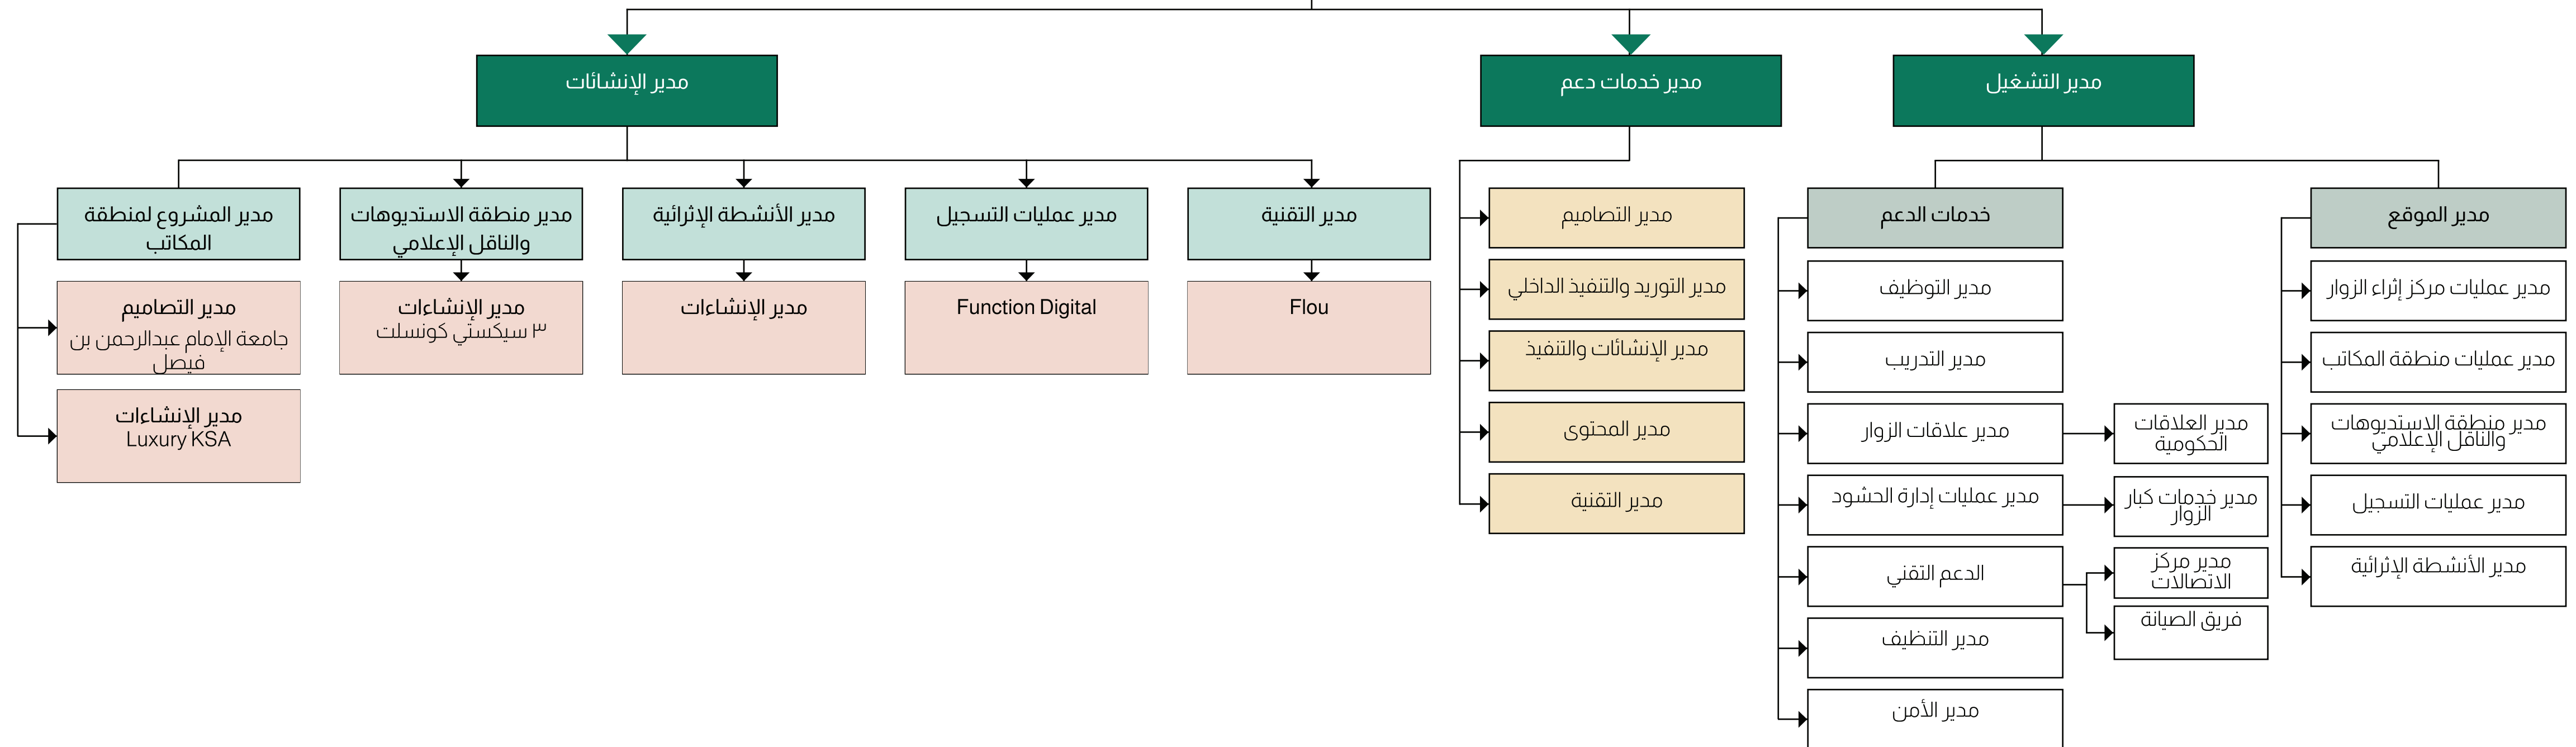 مدير التشغيل
مدير خدمات دعم
مدير الإنشائات
مدير الموقع
مدير عمليات مركز إثراء الزوار
مدير عمليات منطقة المكاتب
مدير منطقة الاستديوهات
والناقل الإعلامي
مدير عمليات التسجيل
مدير الأنشطة الإثرائية
خدمات الدعم
مدير التوظيف
مدير التدريب
مدير علاقات الزوار
مدير العلاقات
الحكومية
مدير عمليات إدارة الحشود
مدير خدمات كبار
الزوار
الدعم التقني
مدير مركز
الاتصالات
فريق الصيانة
مدير التنظيف
مدير الأمن
مدير التصاميم
مدير التوريد والتنفيذ الداخلي
مدير الإنشائات والتنفيذ
مدير المحتوى
مدير التقنية
مدير التقنية
Flou
مدير عمليات التسجيل
Function Digital
مدير الأنشطة الإثرائية
مدير الإنشاءات
مدير منطقة الاستديوهات
والناقل الإعلامي
مدير الإنشاءات
٣ سيكستي كونسلت
مدير المشروع لمنطقة
المكاتب
مدير التصاميم
جامعة الإمام عبدالرحمن بن
فيصل
مدير الإنشاءات
Luxury KSA